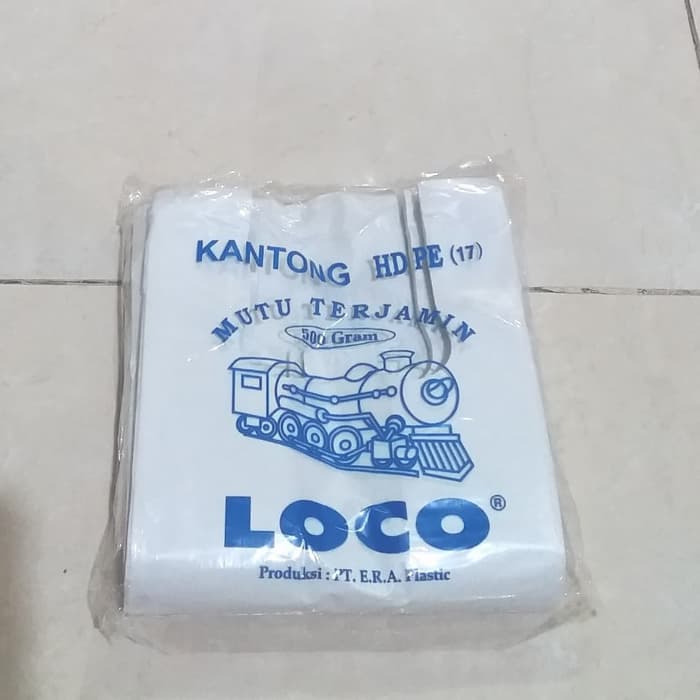 KANTONG HDPE (17)
MUTU TERJAMIN
500 Gram
LOCO ®
Produksi : PT. E.R.A. Plastic